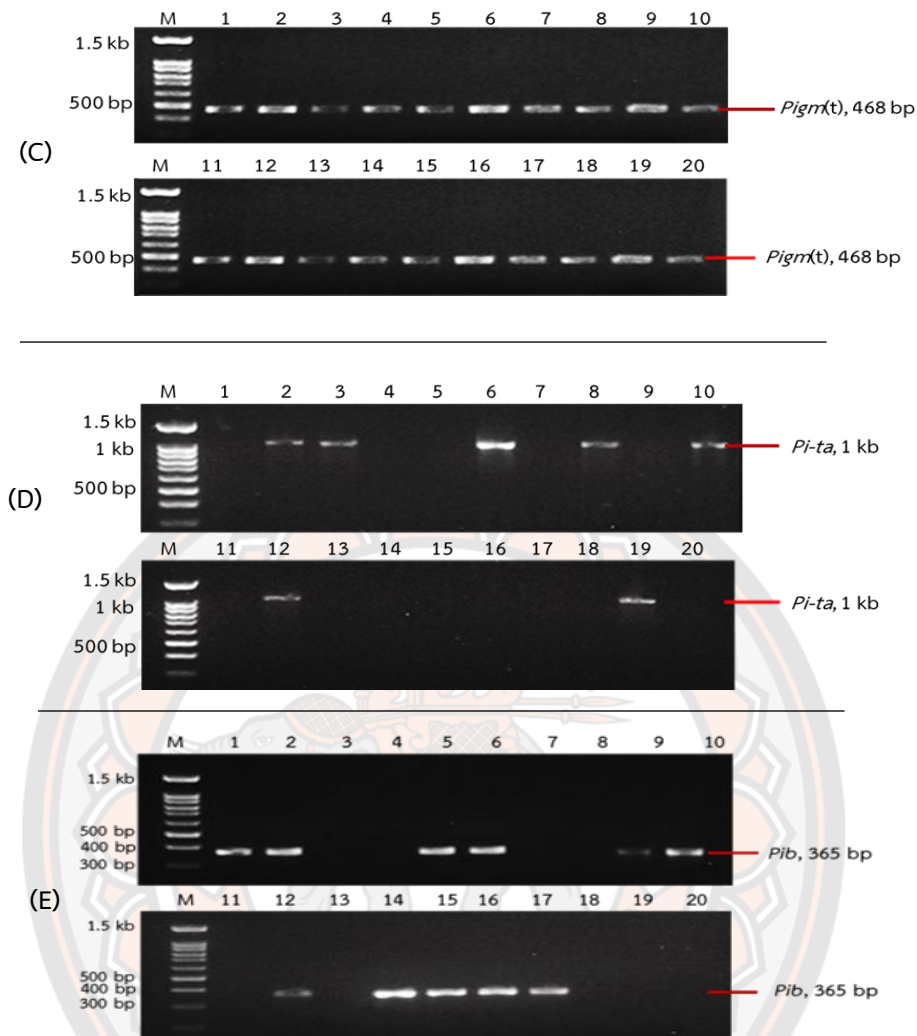 M 1 2 3 4 5 6 7 8 9 10
1.5 kb
500 bp
Pigm(t), 468 bp
(C)
M 11 12 13 14 15 16 17 18 19 20
1.5 kb
500 bp
Pigm(t), 468 bp
M 1 2 3 4 5 6 7 8 9 10
1.5 kb
1 kb
Pi-ta, 1 kb
500 bp
(D)
M 11 12 13 14 15 16 17 18 19 20
1.5 kb
1 kb
Pi-ta, 1 kb
500 bp
M 1 2 3 4 5 6 7 8 9 10
1.5 kb
500 bp
400 bp
300 bp
Pib, 365 bp
(E)
M 11 12 13 14 15 16 17 18 19 20
1.5 kb
500 bp
400 bp
300 bp
Pib, 365 bp